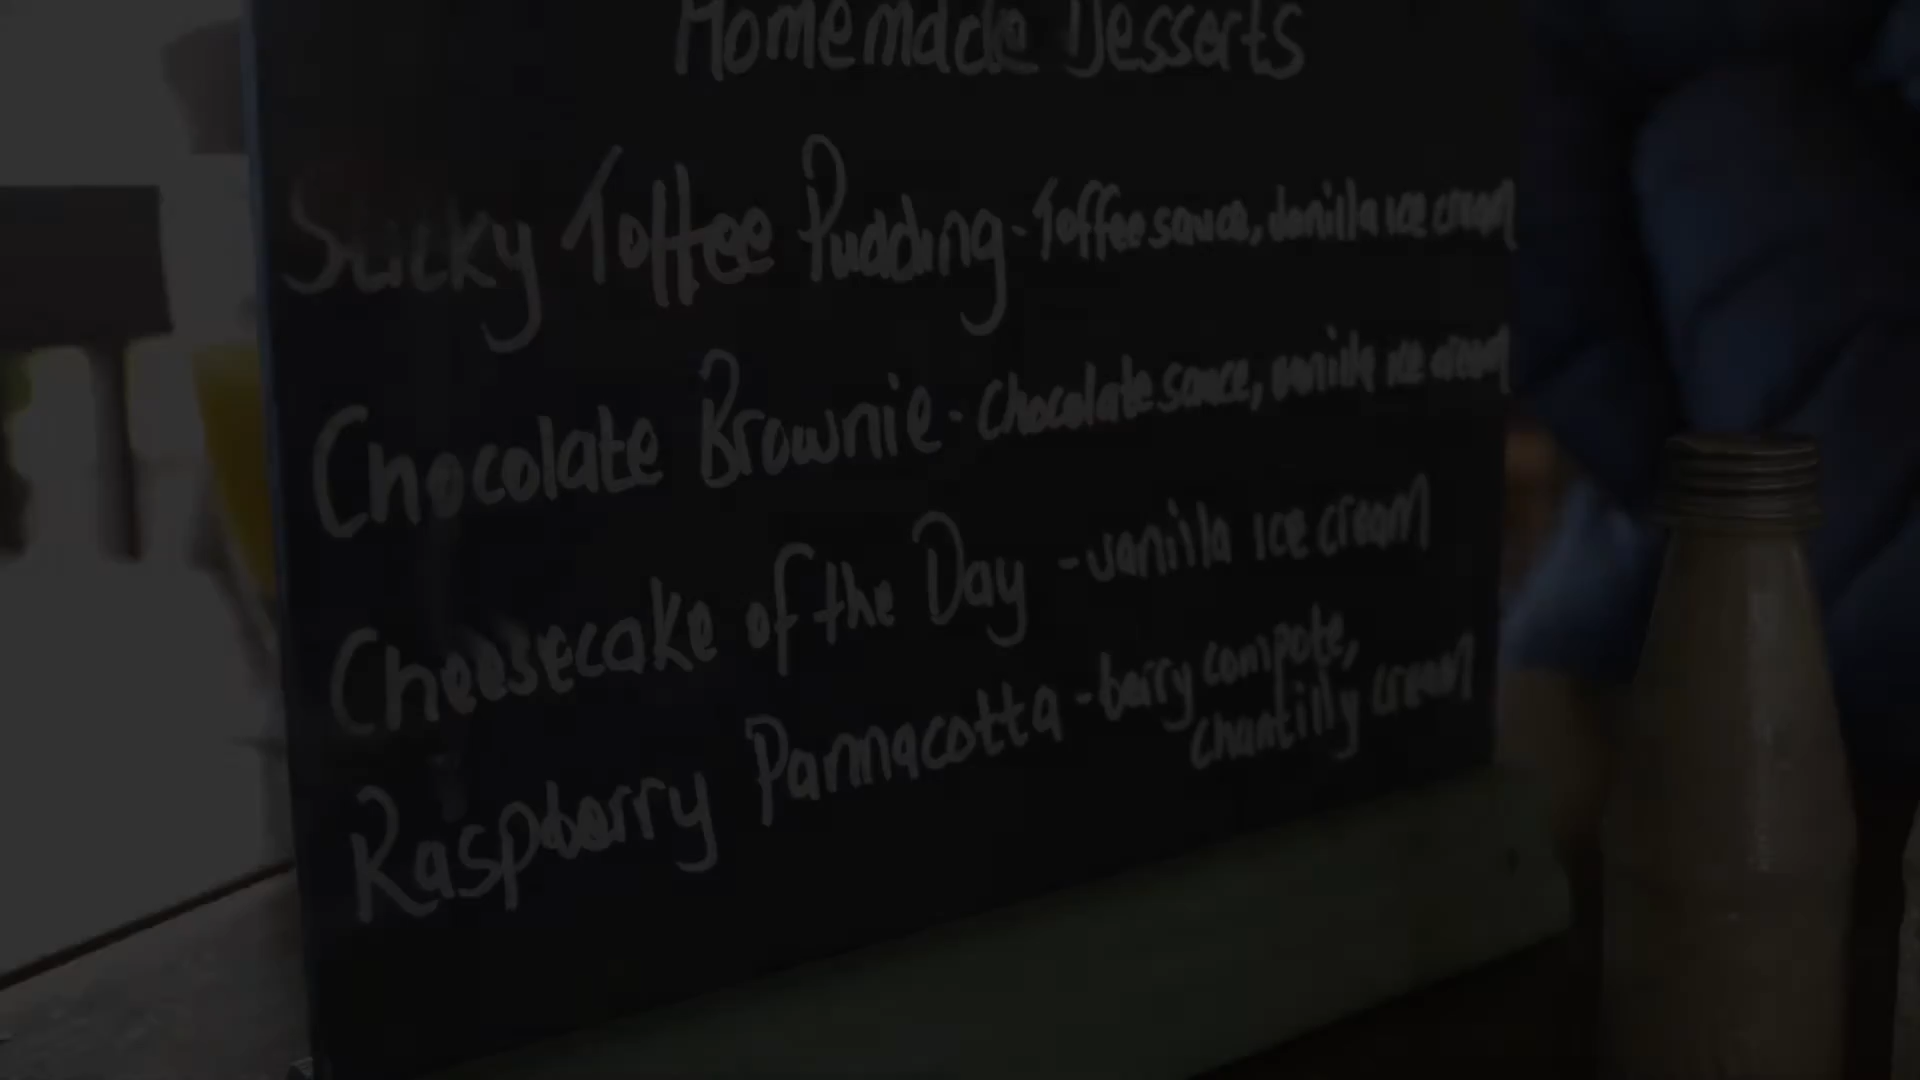 Homemade Desserts
Sticky Toffee Pudding - Toffee sauce, vanilla ice cream
Chocolate Brownie - chocolate sauce, vanilla ice cream
Cheesecake of the Day - vanilla ice cream
Raspberry Pannacotta - berry compote,
chantilly cream